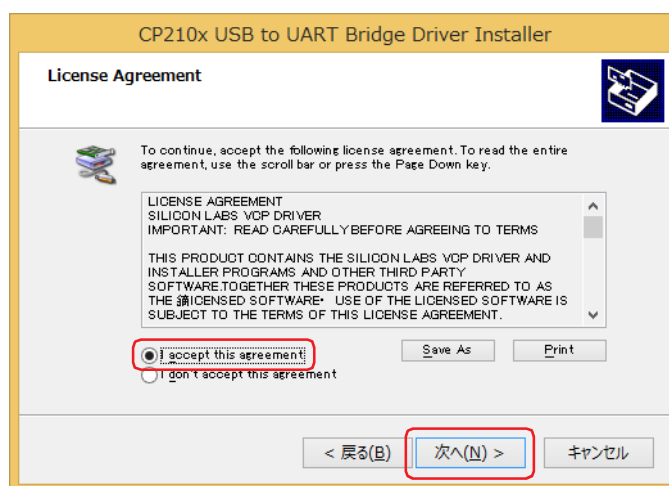 CP210x USB to UART Bridge Driver Installer
License Agreement
To continue, accept the following license agreement. To read the entire
agreement, use the scroll bar or press the Page Down key.
LICENSE AGREEMENT
SILICON LABS VCP DRIVER
IMPORTANT: READ CAREFULLY BEFORE AGREEING TO TERMS
THIS PRODUCT CONTAINS THE SILICON LABS VCP DRIVER AND
INSTALLER PROGRAMS AND OTHER THIRD PARTY
SOFTWARE.TOGETHER THESE PRODUCTS ARE REFERRED TO AS
THE 鏑ICENSED SOFTWARE・ USE OF THE LICENSED SOFTWARE IS
SUBJECT TO THE TERMS OF THIS LICENSE AGREEMENT.
I accept this agreement
Save As
Print
I don't accept this agreement
< 戻る(B)
次へ(N) >
キャンセル